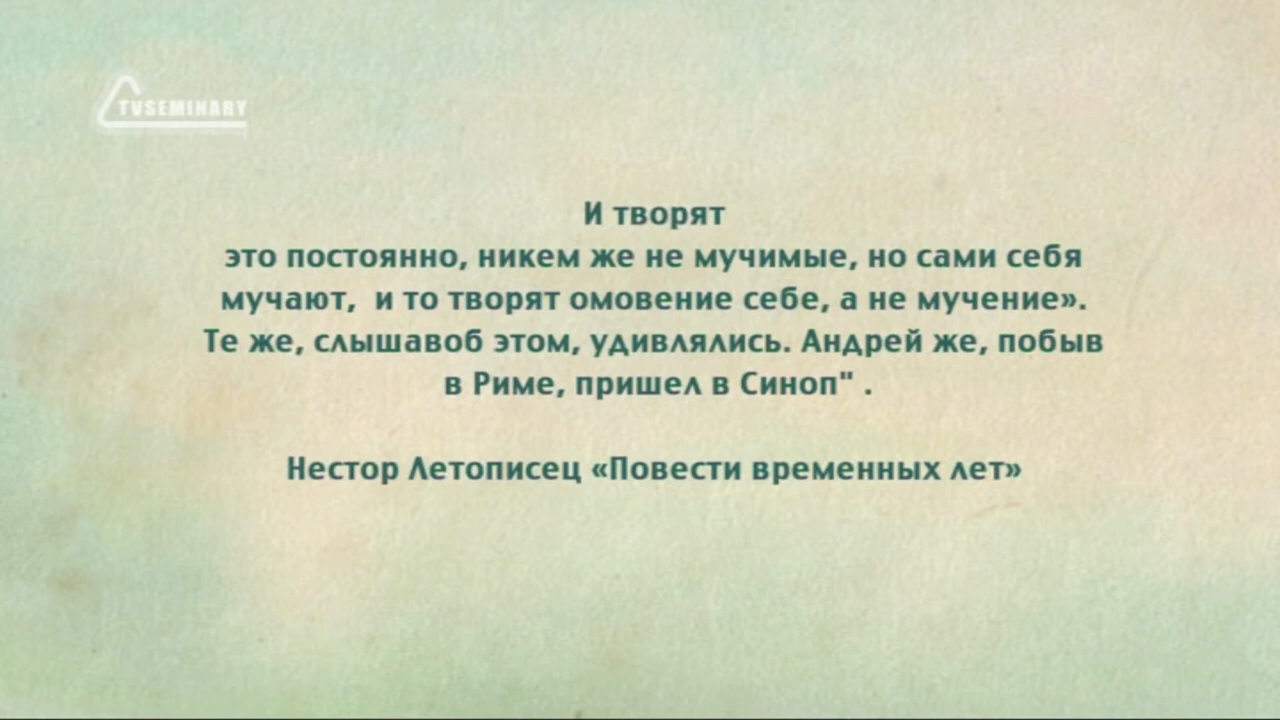 TVSEMINARY
И творят
это постоянно, никем же не мучимые, но сами себя
мучают,  и то творят омовение себе, а не мучение».
Те же, слышавоб этом, удивлялись. Андрей же, побыв
в Риме, пришел в Синоп" .
Нестор Летописец «Повести временных лет»